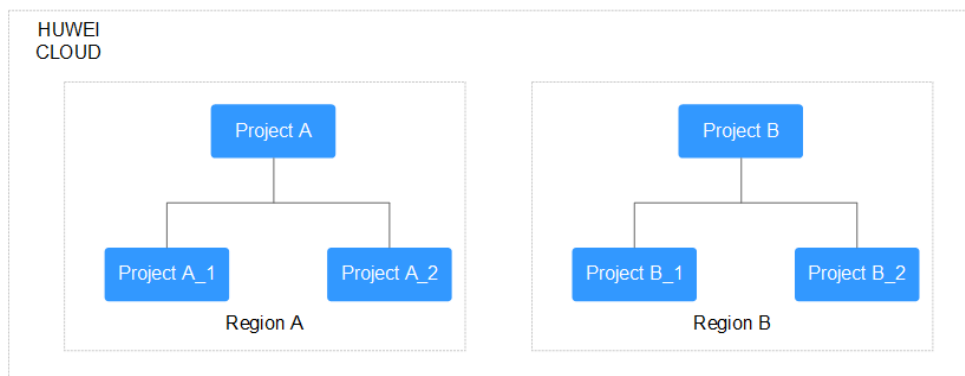 HUWEI
CLOUD
Project A
Project B
Project A_1
Project A_2
Project B_1
Project B_2
Region A
Region B